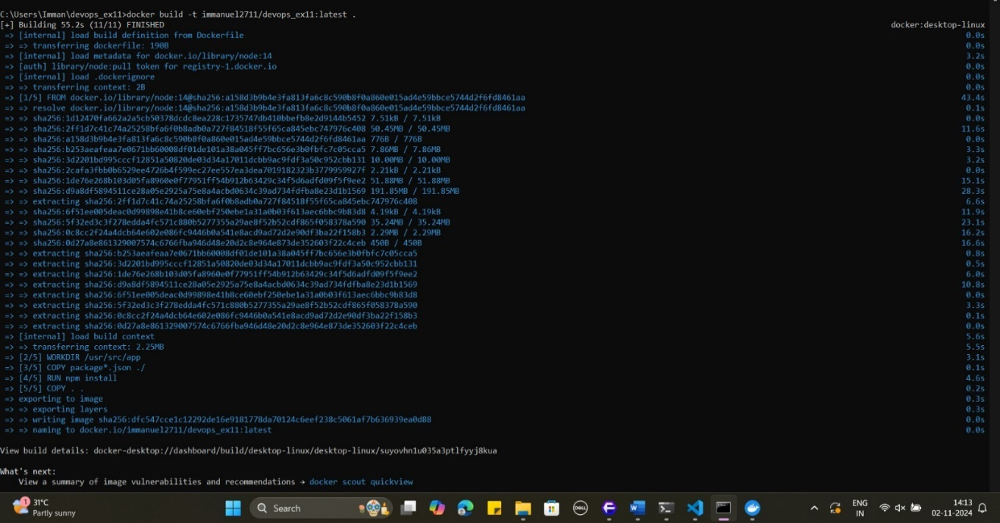 C:\Users\Imman\devops_ex11>docker build -t immanuel2711/devops_ex11:latest .
[+] Building 55.2s (11/11) FINISHED docker:desktop-linux
=> [internal] load build definition from Dockerfile 0.0s
=> => transferring dockerfile: 190B 0.0s
=> [internal] load metadata for docker.io/library/node:14 3.2s
=> [auth] library/node:pull token for registry-1.docker.io 0.0s
=> [internal] load .dockerignore 0.0s
=> => transferring context: 2B 0.0s
=> [1/5] FROM docker.io/library/node:14@sha256:a158d3b9b4e3fa813fa6c8c590b8f0a860e015ad4e59bbce5744d2f6fd8461aa 43.4s
=> => resolve docker.io/library/node:14@sha256:a158d3b9b4e3fa813fa6c8c590b8f0a860e015ad4e59bbce5744d2f6fd8461aa 0.1s
=> => sha256:1d12470fa662a2a5cb50378dcdc8ea228c1735747db410bbefb8e2d9144b5452 7.51kB / 7.51kB 0.0s
=> => sha256:2ff1d7c41c74a25258bfa6f0b8adb0a727f84518f55f65ca845ebc747976c408 50.45MB / 50.45MB 11.6s
=> => sha256:a158d3b9b4e3fa813fa6c8c590b8f0a860e015ad4e59bbce5744d2f6fd8461aa 776B / 776B 0.0s
=> => sha256:b253aeafeaa7e0671bb60008df01de101a38a045ff7bc656e3b0fbfc7c05cca5 7.86MB / 7.86MB 3.3s
=> => sha256:3d2201bd995cccf12851a50820de03d34a17011dcbb9ac9fdf3a50c952cbb131 10.00MB / 10.00MB 3.2s
=> => sha256:2cafa3fbb0b6529ee4726b4f599ec27ee557ea3dea7019182323b3779959927f 2.21kB / 2.21kB 0.0s
=> => sha256:1de76e268b103d05fa8960e0f77951ff54b912b63429c34f5d6adfd09f5f9ee2 51.88MB / 51.88MB 15.1s
=> => sha256:d9a8df5894511ce28a05e2925a75e8a4acbd0634c39ad734fdfba8e23d1b1569 191.85MB / 191.85MB 28.3s
=> => extracting sha256:2ff1d7c41c74a25258bfa6f0b8adb0a727f84518f55f65ca845ebc747976c408 6.6s
=> => sha256:6f51ee005deac0d99898e41b8ce60ebf250ebe1a31a0b03f613aec6bbc9b83d8 4.19kB / 4.19kB 11.9s
=> => sha256:5f32ed3c3f278edda4fc571c880b5277355a29ae8f52b52cdf865f058378a590 35.24MB / 35.24MB 23.1s
=> => sha256:0c8cc2f24a4dcb64e602e086fc9446b0a541e8acd9ad72d2e90df3ba22f158b3 2.29MB / 2.29MB 16.2s
=> => sha256:0d27a8e861329007574c6766fba946d48e20d2c8e964e873de352603f22c4ceb 450B / 450B 16.6s
=> => extracting sha256:b253aeafeaa7e0671bb60008df01de101a38a045ff7bc656e3b0fbfc7c05cca5 0.8s
=> => extracting sha256:3d2201bd995cccf12851a50820de03d34a17011dcbb9ac9fdf3a50c952cbb131 0.5s
=> => extracting sha256:1de76e268b103d05fa8960e0f77951ff54b912b63429c34f5d6adfd09f5f9ee2 6.0s
=> => extracting sha256:d9a8df5894511ce28a05e2925a75e8a4acbd0634c39ad734fdfba8e23d1b1569 10.8s
=> => extracting sha256:6f51ee005deac0d99898e41b8ce60ebf250ebe1a31a0b03f613aec6bbc9b83d8 0.0s
=> => extracting sha256:5f32ed3c3f278edda4fc571c880b5277355a29ae8f52b52cdf865f058378a590 3.3s
=> => extracting sha256:0c8cc2f24a4dcb64e602e086fc9446b0a541e8acd9ad72d2e90df3ba22f158b3 0.1s
=> => extracting sha256:0d27a8e861329007574c6766fba946d48e20d2c8e964e873de352603f22c4ceb 0.0s
=> [internal] load build context 5.6s
=> => transferring context: 2.25MB 5.5s
=> [2/5] WORKDIR /usr/src/app 3.1s
=> [3/5] COPY package*.json ./ 0.1s
=> [4/5] RUN npm install 4.6s
=> [5/5] COPY . . 0.2s
=> exporting to image 0.3s
=> => exporting layers 0.3s
=> => writing image sha256:dfc547cce1c12292de16e9181778da70124c6eef238c5061af7b636939ea0d88 0.0s
=> => naming to docker.io/immanuel2711/devops_ex11:latest 0.0s
View build details: docker-desktop://dashboard/build/desktop-linux/desktop-linux/suyovhn1u035a3ptlfyyj8kua
What's next:
View a summary of image vulnerabilities and recommendations → docker scout quickview
1
31°C
Partly sunny
Search
DELL
ENG
IN
14:13
02-11-2024